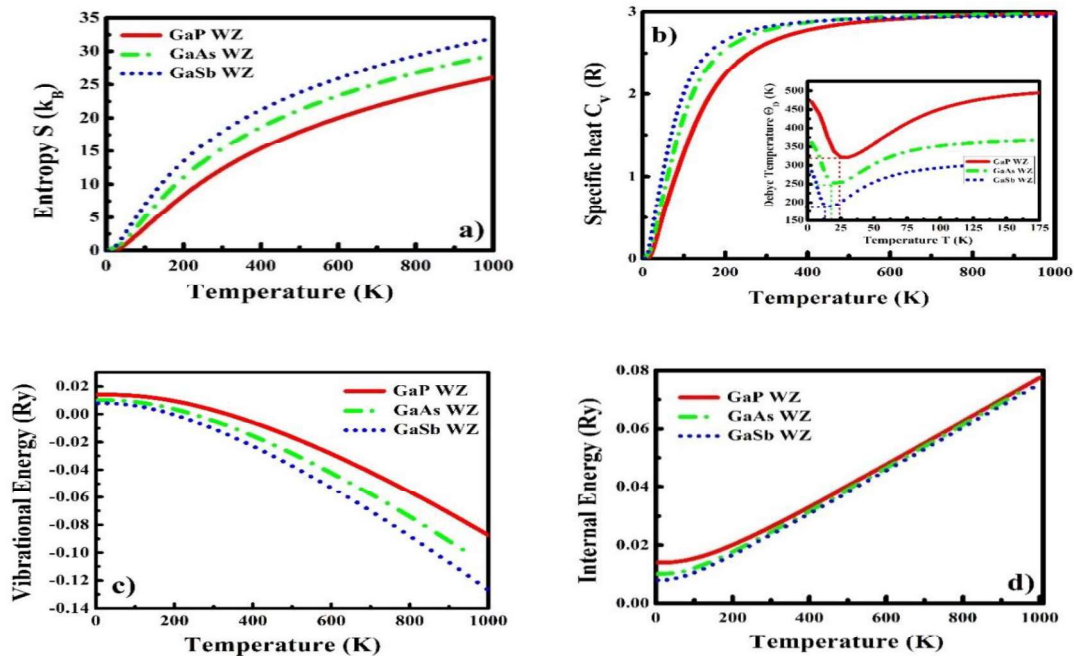 35
30
25
20
15
10
5
0
Entropy S (k_B)
GaP WZ
GaAs WZ
GaSb WZ
a)
0 200 400 600 800 1000
Temperature (K)
3
2
1
0
Specific heat C_V (R)
b)
500
450
400
350
300
250
200
150
Debye Temperature Θ_D (K)
GaP WZ
GaAs WZ
GaSb WZ
0 25 50 75 100 125 150 175
Temperature T (K)
0 200 400 600 800 1000
Temperature (K)
0.02
0.00
-0.02
-0.04
-0.06
-0.08
-0.10
-0.12
-0.14
Vibrational Energy (Ry)
GaP WZ
GaAs WZ
GaSb WZ
c)
0 200 400 600 800 1000
Temperature (K)
0.08
0.06
0.04
0.02
0.00
Internal Energy (Ry)
GaP WZ
GaAs WZ
GaSb WZ
d)
0 200 400 600 800 1000
Temperature (K)